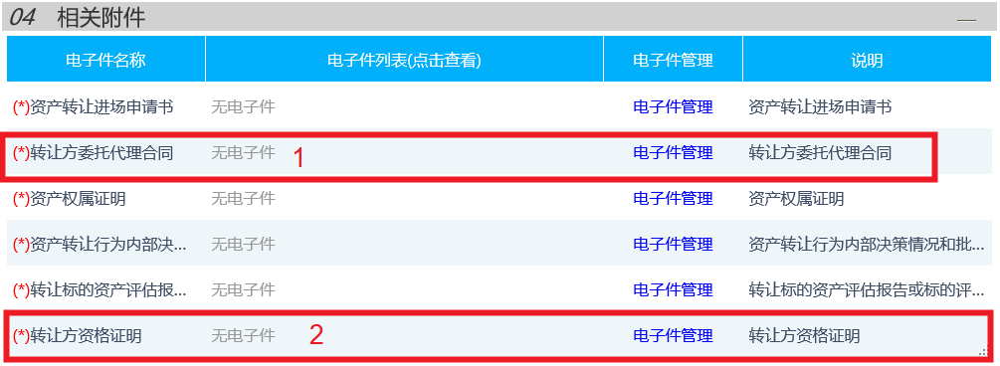 04 相关附件
电子件名称 电子件列表(点击查看) 电子件管理 说明
(*)资产转让进场申请书 无电子件 电子件管理 资产转让进场申请书
(*)转让方委托代理合同 无电子件 1 电子件管理 转让方委托代理合同
(*)资产权属证明 无电子件 电子件管理 资产权属证明
(*)资产转让行为内部决... 无电子件 电子件管理 资产转让行为内部决策情况和批...
(*)转让标的资产评估报... 无电子件 电子件管理 转让标的资产评估报告或标的评...
(*)转让方资格证明 无电子件 2 电子件管理 转让方资格证明